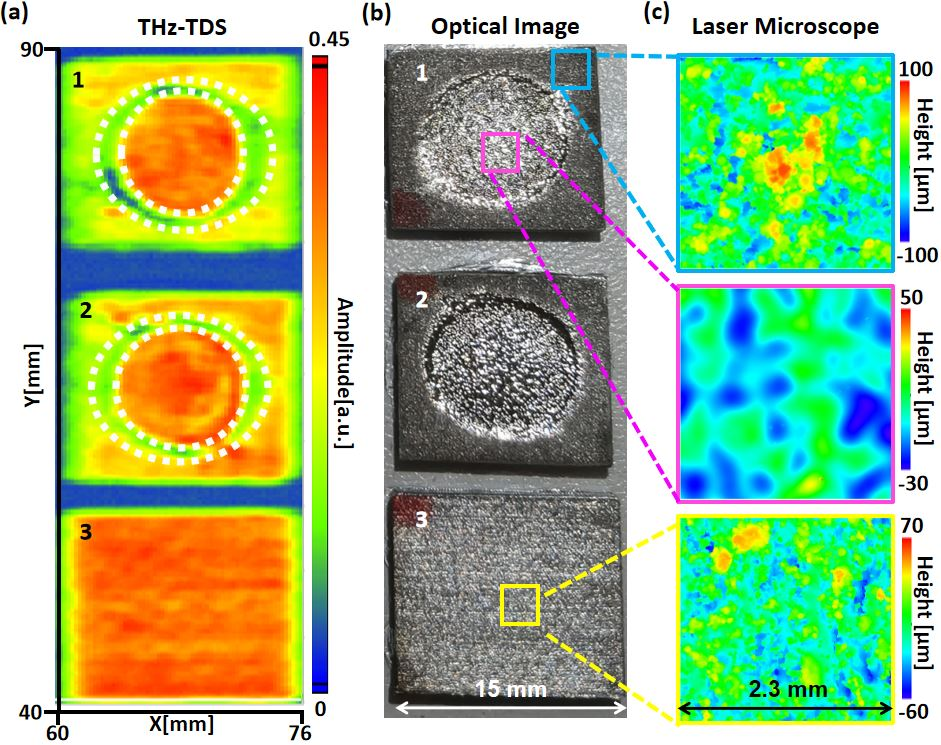 (a)
THz-TDS
0.45
90
1
2
3
Y[mm]
40
60
X[mm]
76
0
Amplitude[a.u.]
(b)
Optical Image
1
2
3
15 mm
(c)
Laser Microscope
100
Height [µm]
-100
50
Height [µm]
-30
70
Height [µm]
-60
2.3 mm